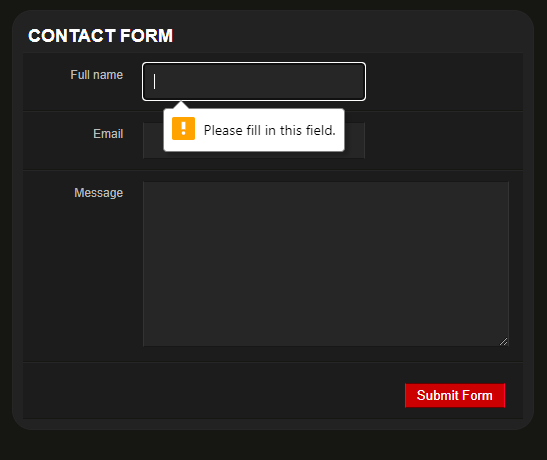 CONTACT FORM
Full name
Please fill in this field.
Email
Message
Submit Form